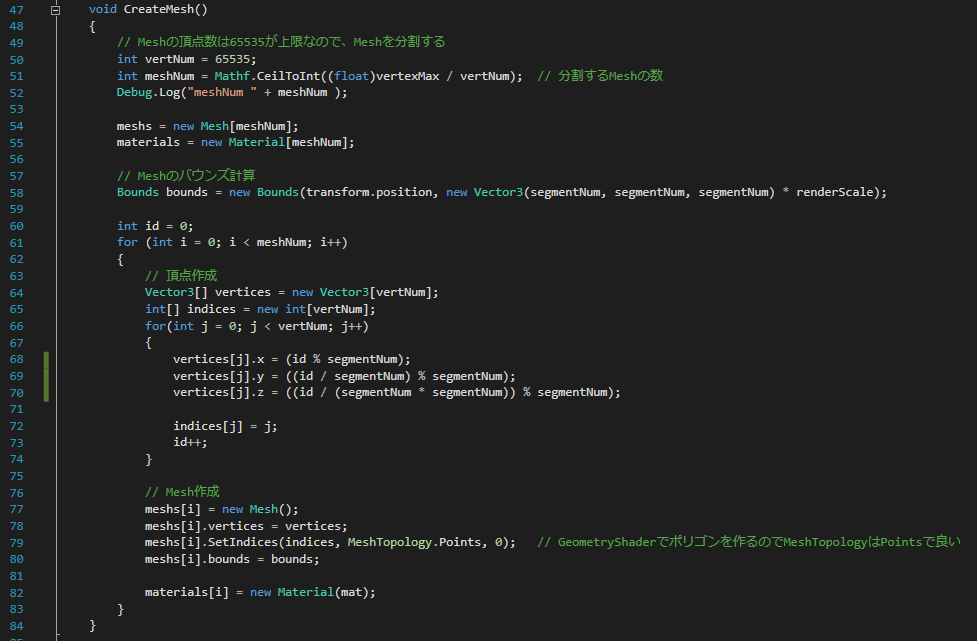 47 void CreateMesh()
48 {
49 // Meshの頂点数は65535が上限なので、Meshを分割する
50 int vertNum = 65535;
51 int meshNum = Mathf.CeilToInt((float)vertexMax / vertNum);  // 分割するMeshの数
52 Debug.Log("meshNum " + meshNum );
53
54 meshs = new Mesh[meshNum];
55 materials = new Material[meshNum];
56
57 // Meshのバウンズ計算
58 Bounds bounds = new Bounds(transform.position, new Vector3(segmentNum, segmentNum, segmentNum) * renderScale);
59
60 int id = 0;
61 for (int i = 0; i < meshNum; i++)
62 {
63 // 頂点作成
64 Vector3[] vertices = new Vector3[vertNum];
65 int[] indices = new int[vertNum];
66 for(int j = 0; j < vertNum; j++)
67 {
68 vertices[j].x = (id % segmentNum);
69 vertices[j].y = ((id / segmentNum) % segmentNum);
70 vertices[j].z = ((id / (segmentNum * segmentNum)) % segmentNum);
71
72 indices[j] = j;
73 id++;
74 }
75
76 // Mesh作成
77 meshs[i] = new Mesh();
78 meshs[i].vertices = vertices;
79 meshs[i].SetIndices(indices, MeshTopology.Points, 0);   // GeometryShaderでポリゴンを作るのでMeshTopologyはPointsで良い
80 meshs[i].bounds = bounds;
81
82 materials[i] = new Material(mat);
83 }
84 }